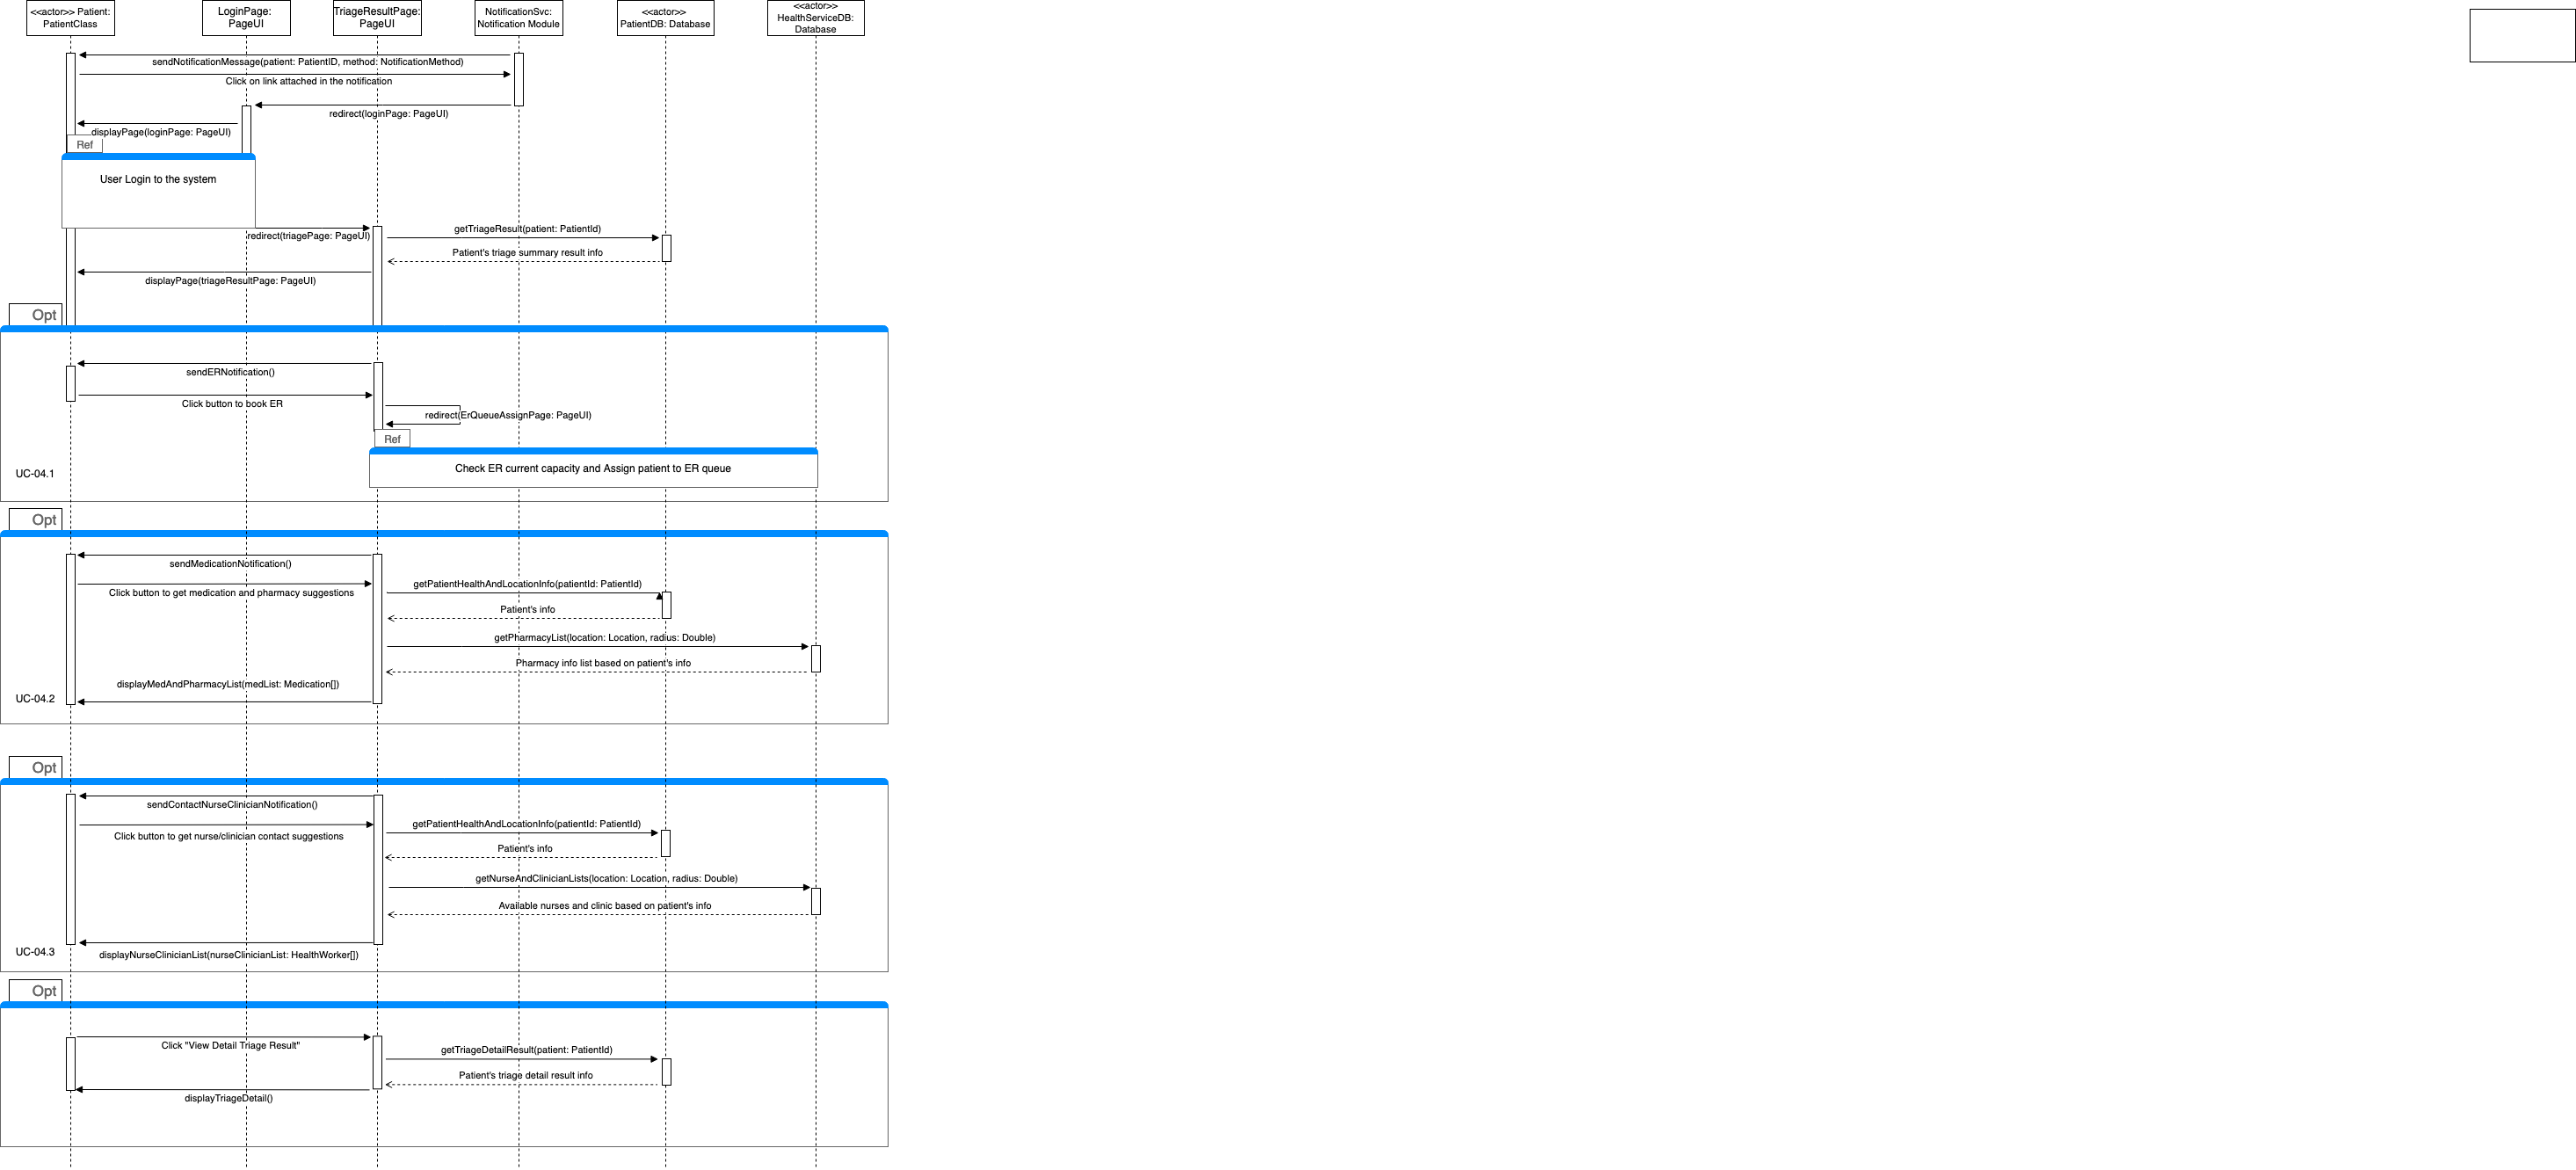 <<actor>> Patient:
PatientClass
LoginPage:
PageUI
TriageResultPage:
PageUI
NotificationSvc:
Notification Module
<<actor>>
PatientDB: Database
<<actor>>
HealthServiceDB:
Database
sendNotificationMessage(patient: PatientID, method: NotificationMethod)
Click on link attached in the notification
redirect(loginPage: PageUI)
displayPage(loginPage: PageUI)
Ref
User Login to the system
redirect(triagePage: PageUI)
getTriageResult(patient: PatientId)
Patient's triage summary result info
displayPage(triageResultPage: PageUI)
Opt
sendERNotification()
Click button to book ER
redirect(ErQueueAssignPage: PageUI)
Ref
Check ER current capacity and Assign patient to ER queue
UC-04.1
Opt
sendMedicationNotification()
Click button to get medication and pharmacy suggestions
getPatientHealthAndLocationInfo(patientId: PatientId)
Patient's info
getPharmacyList(location: Location, radius: Double)
Pharmacy info list based on patient's info
displayMedAndPharmacyList(medList: Medication[])
UC-04.2
Opt
sendContactNurseClinicianNotification()
Click button to get nurse/clinician contact suggestions
getPatientHealthAndLocationInfo(patientId: PatientId)
Patient's info
getNurseAndClinicianLists(location: Location, radius: Double)
Available nurses and clinic based on patient's info
UC-04.3
displayNurseClinicianList(nurseClinicianList: HealthWorker[])
Opt
Click "View Detail Triage Result"
getTriageDetailResult(patient: PatientId)
Patient's triage detail result info
displayTriageDetail()